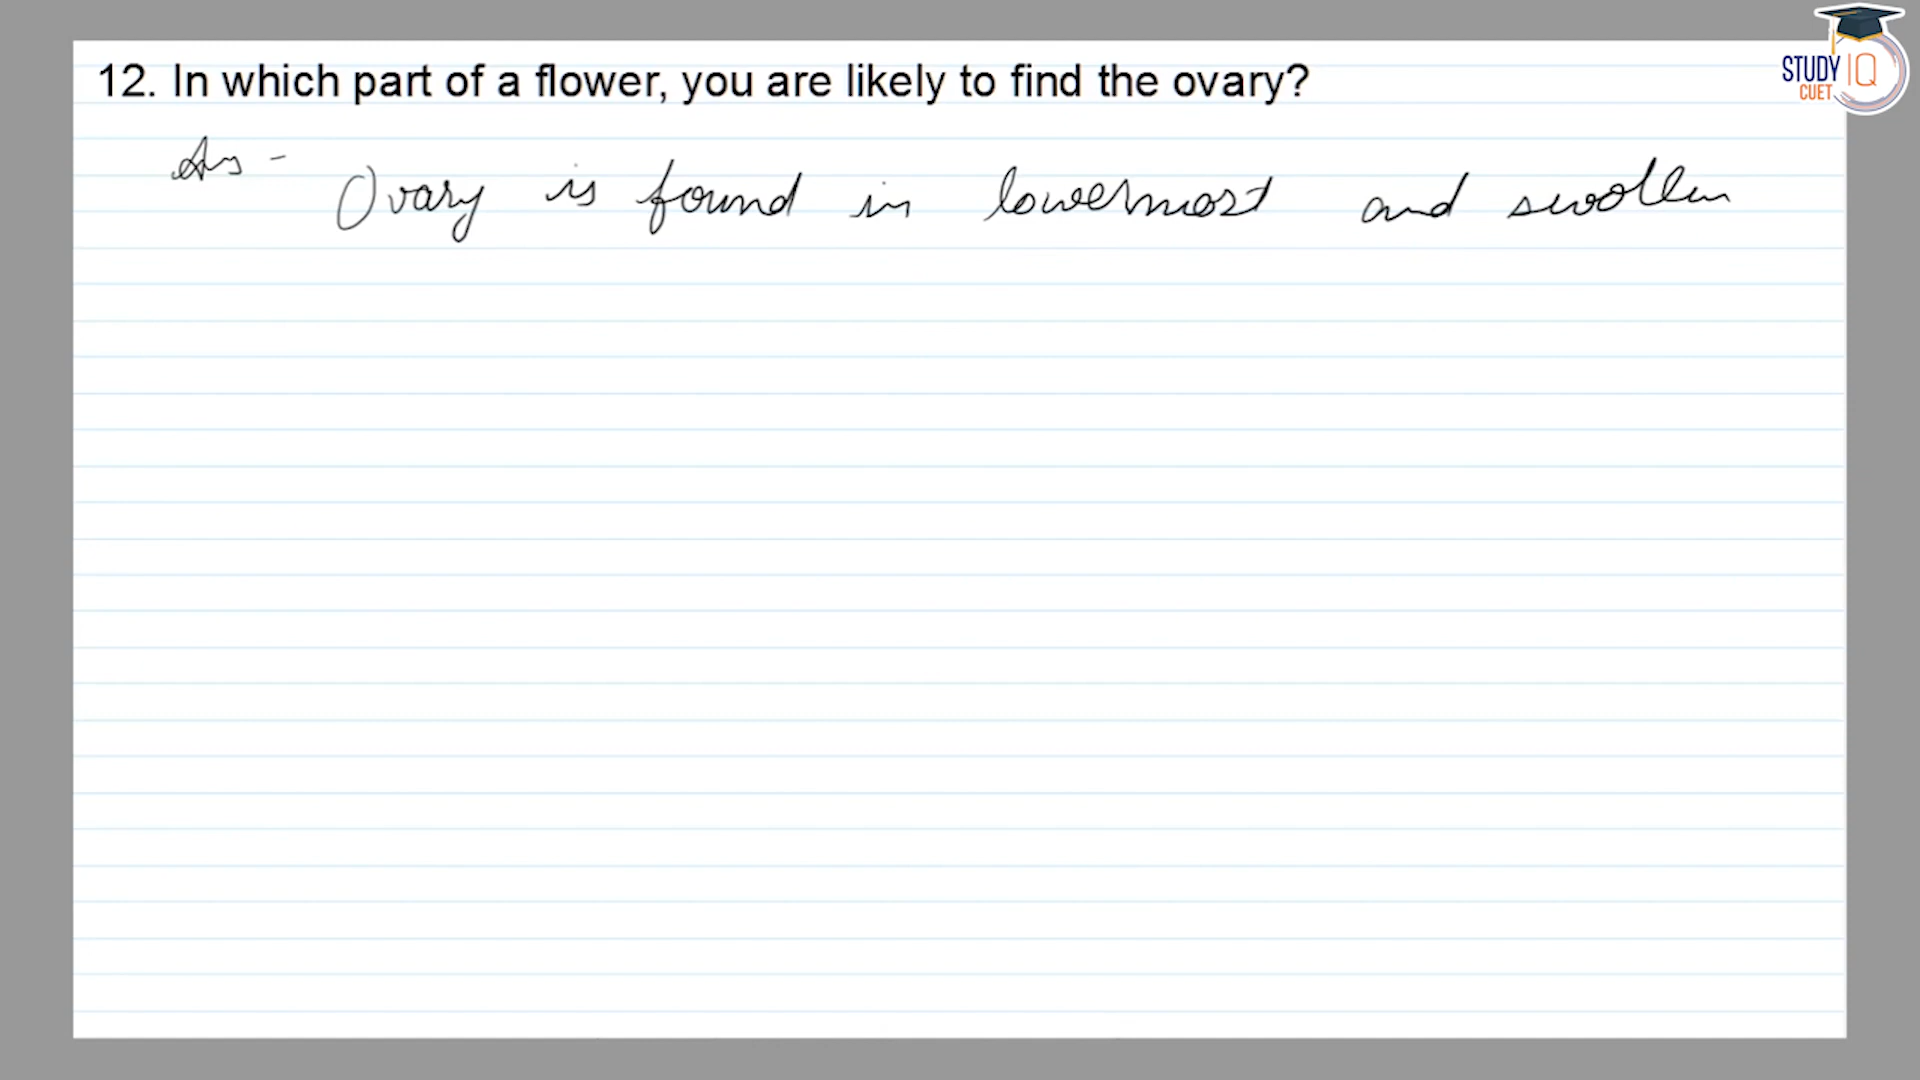 12. In which part of a flower, you are likely to find the ovary?
STUDY IQ
CUET
Ans -
Ovary is found in lowermost and swollen